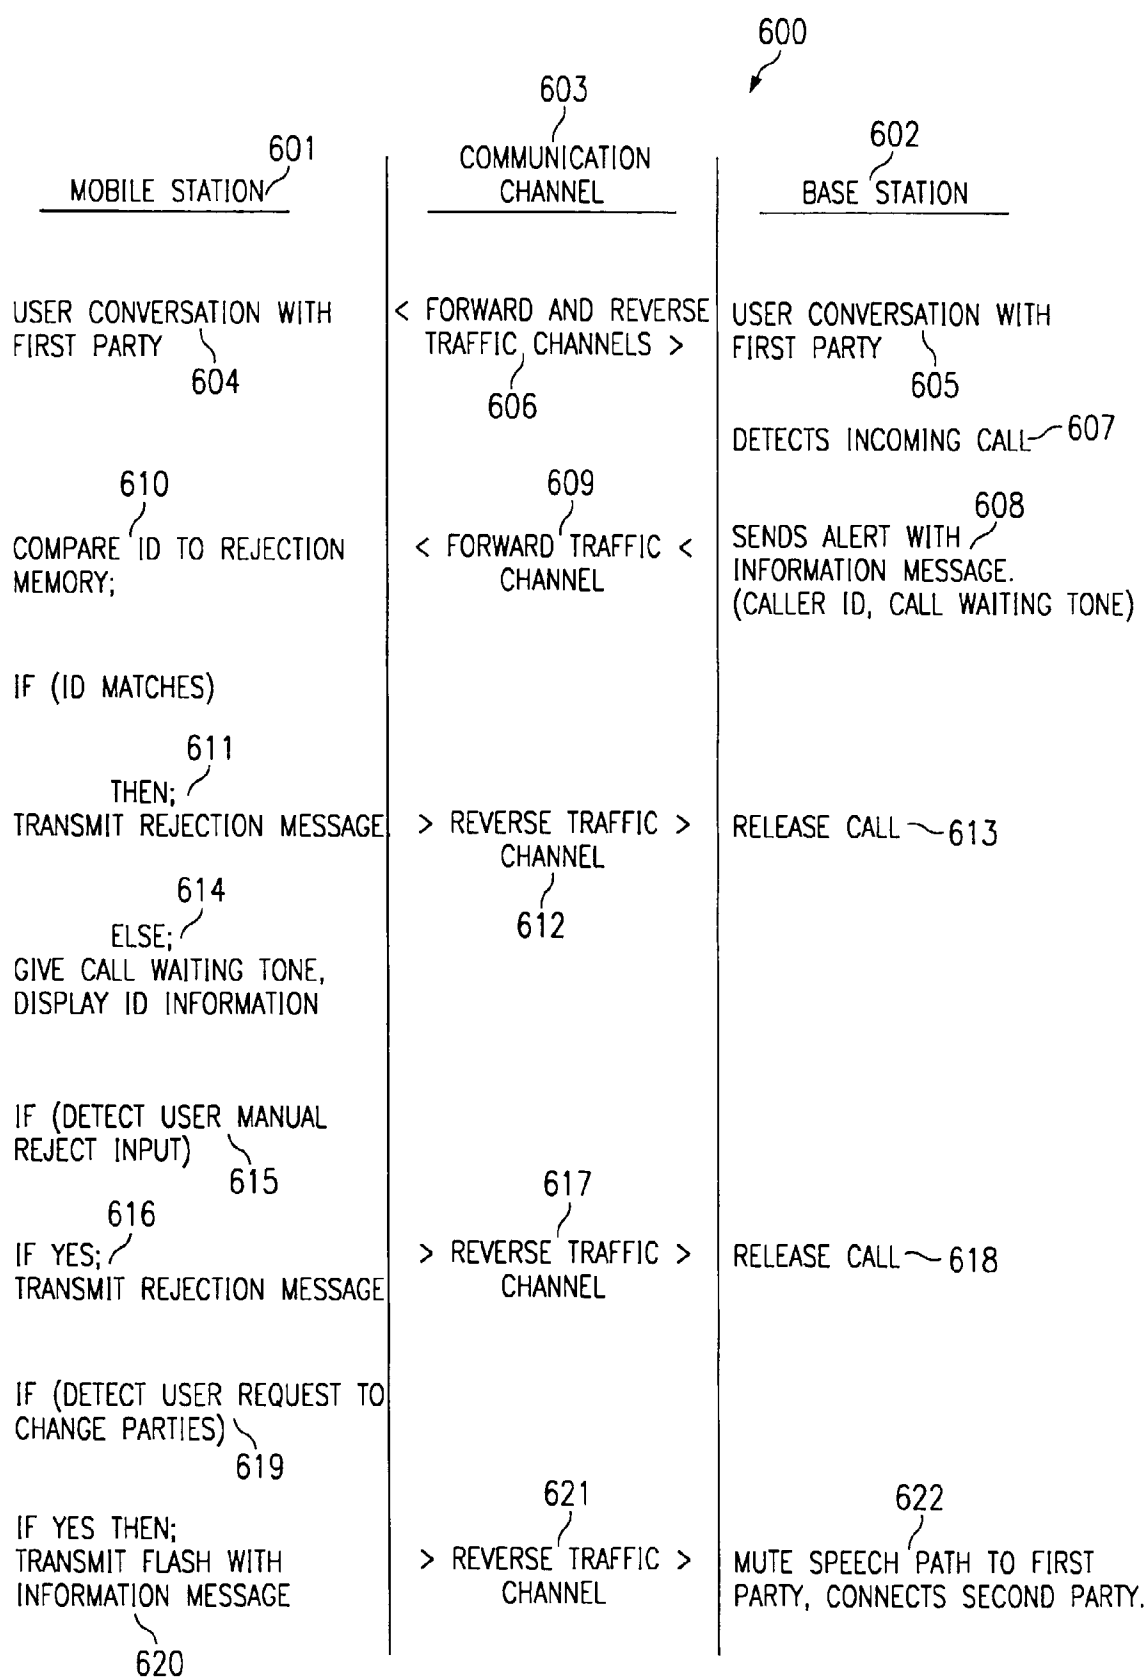 600
603
601
602
COMMUNICATION
CHANNEL
MOBILE STATION
BASE STATION
USER CONVERSATION WITH
FIRST PARTY
604
< FORWARD AND REVERSE
TRAFFIC CHANNELS >
606
USER CONVERSATION WITH
FIRST PARTY
605
DETECTS INCOMING CALL
607
610
COMPARE ID TO REJECTION
MEMORY;
609
< FORWARD TRAFFIC <
CHANNEL
608
SENDS ALERT WITH
INFORMATION MESSAGE.
(CALLER ID, CALL WAITING TONE)
IF (ID MATCHES)
611
THEN;
TRANSMIT REJECTION MESSAGE
> REVERSE TRAFFIC >
CHANNEL
612
RELEASE CALL
613
614
ELSE;
GIVE CALL WAITING TONE,
DISPLAY ID INFORMATION
IF (DETECT USER MANUAL
REJECT INPUT)
615
616
IF YES;
TRANSMIT REJECTION MESSAGE
617
> REVERSE TRAFFIC >
CHANNEL
RELEASE CALL
618
IF (DETECT USER REQUEST TO
CHANGE PARTIES)
619
IF YES THEN;
TRANSMIT FLASH WITH
INFORMATION MESSAGE
620
621
> REVERSE TRAFFIC >
CHANNEL
622
MUTE SPEECH PATH TO FIRST
PARTY, CONNECTS SECOND PARTY.